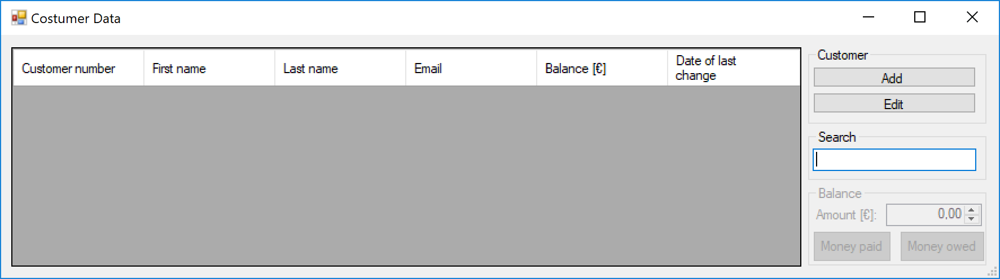 Costumer Data
Customer number
First name
Last name
Email
Balance [€]
Date of last
change
Customer
Add
Edit
Search
Balance
Amount [€]:
0,00
Money paid
Money owed